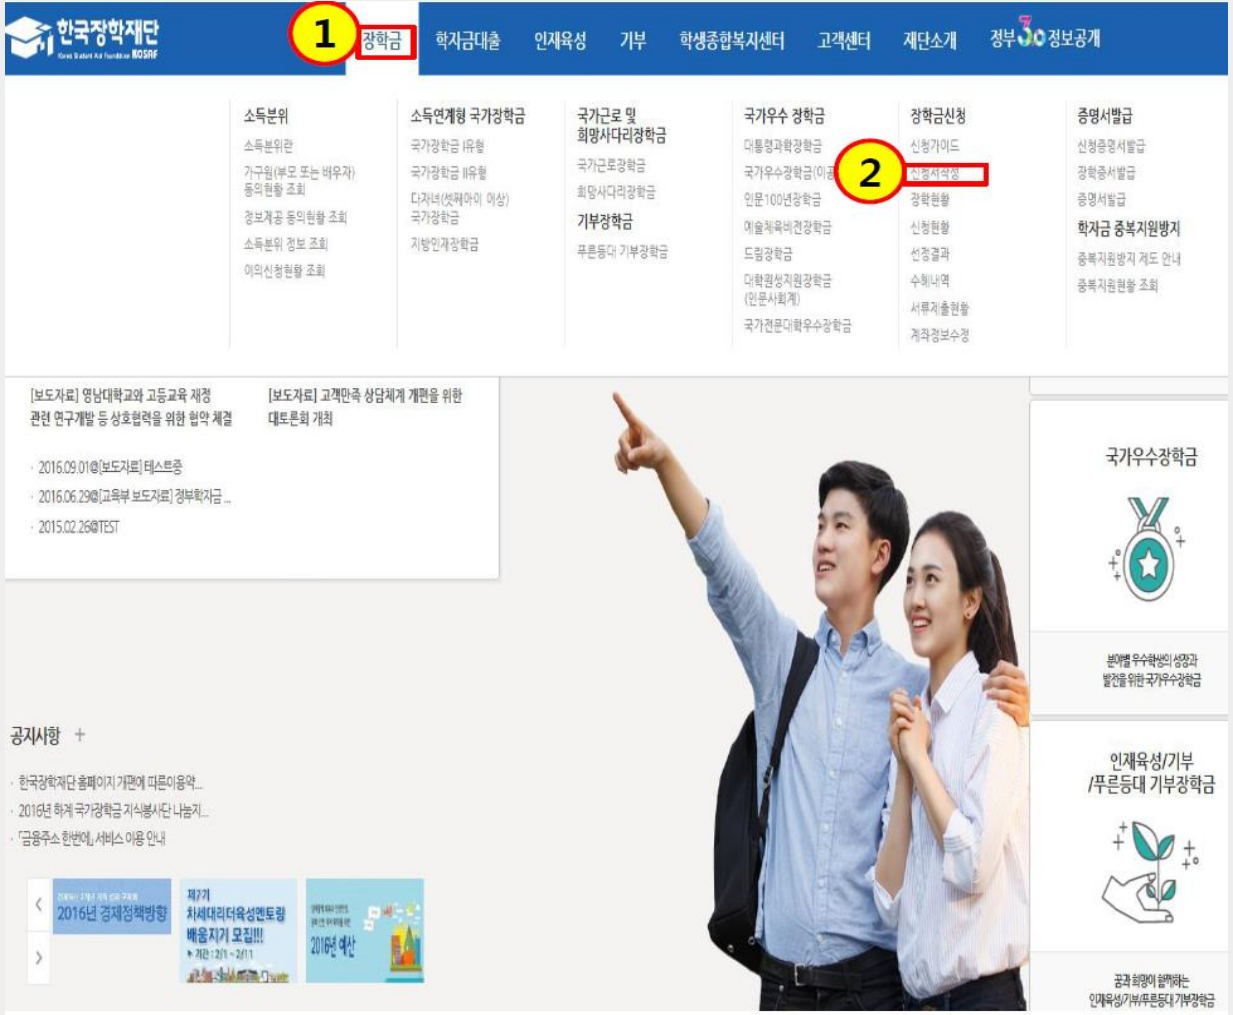 한국장학재단
Korea Student Aid Foundation KOSAF
1
장학금
학자금대출
인재육성
기부
학생종합복지센터
고객센터
재단소개
정부3.0 정보공개
소득분위
소득분위란
가구원(부모 또는 배우자)
동의현황 조회
정보제공 동의현황 조회
소득분위 정보 조회
이의신청현황 조회
소득연계형 국가장학금
국가장학금 I유형
국가장학금 II유형
다자녀(셋째아이 이상)
국가장학금
지방인재장학금
국가근로 및
희망사다리장학금
국가근로장학금
희망사다리장학금
기부장학금
푸른등대 기부장학금
국가우수 장학금
대통령과학장학금
국가우수장학금(이공
인문100년장학금
예술체육비전장학금
드림장학금
대학원생지원장학금
(인문사회계)
국가전문대학우수장학금
2
장학금신청
신청가이드
신청서작성
장학현황
신청현황
선정결과
수혜내역
서류제출현황
계좌정보수정
증명서발급
신청증명서발급
장학증서발급
증명서발급
학자금 중복지원방지
중복지원방지 제도 안내
중복지원현황 조회
[보도자료] 영남대학교와 고등교육 재정
관련 연구개발 등 상호협력을 위한 협약 체결
[보도자료] 고객만족 상담체계 개편을 위한
대토론회 개최
· 2016.09.01@[보도자료] 테스트중
· 2016.06.29@[교육부 보도자료] 정부학자금 ...
· 2015.02.26@TEST
국가우수장학금
분야별 우수학생의 성장과
발전을 위한 국가우수장학금
공지사항 +
· 한국장학재단 홈페이지 개편에 따른이용약...
· 2016년 하계 국가장학금 지식봉사단 나눔지...
· 「금융주소 한번에」 서비스 이용 안내
인재육성/기부
/푸른등대 기부장학금
2016년 경제정책방향
제7기
차세대리더육성멘토링
배움지기 모집!!!
▶ 기간 : 2/1 ~ 2/11
2016년 예산
꿈과 희망이 함께하는
인재육성/기부/푸른등대 기부장학금